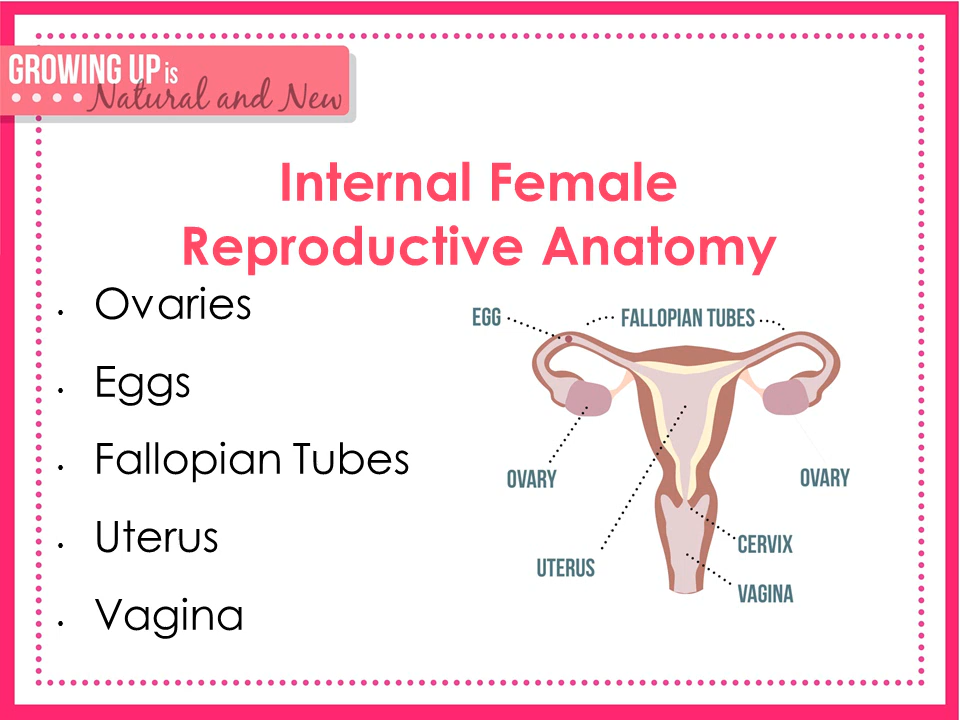 GROWING UP is
Natural and New
Internal Female
Reproductive Anatomy
• Ovaries
• Eggs
• Fallopian Tubes
• Uterus
• Vagina
EGG
FALLOPIAN TUBES
OVARY
OVARY
CERVIX
UTERUS
VAGINA